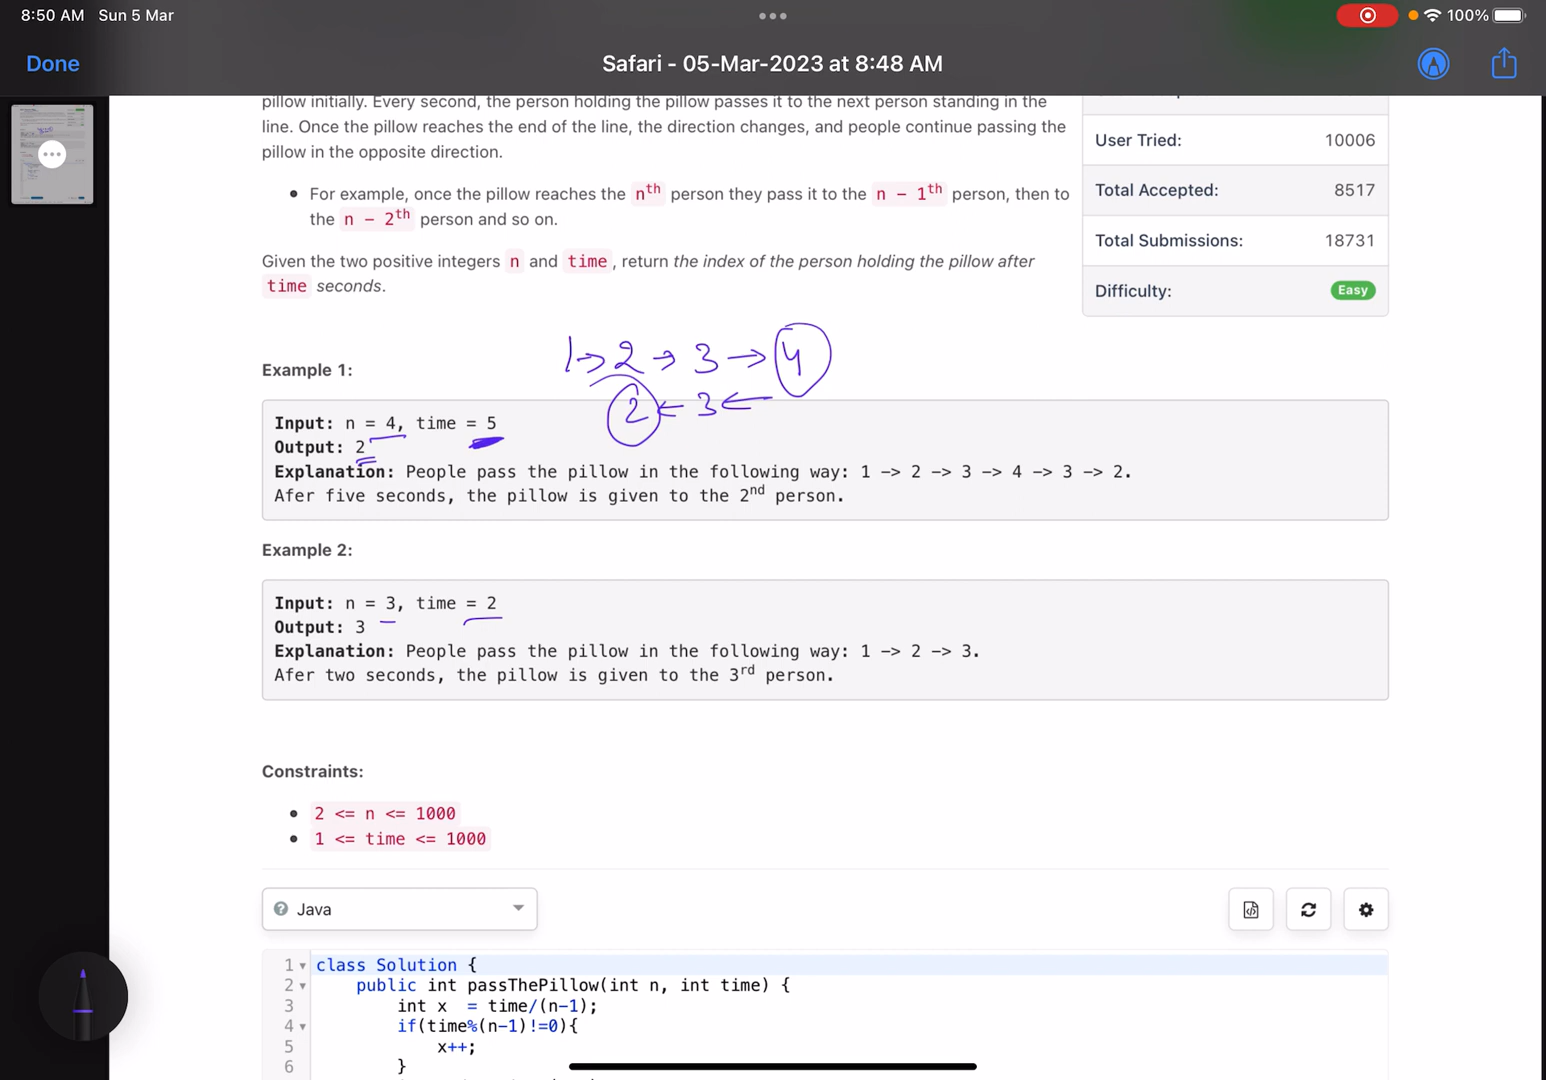 8:50 AM Sun 5 Mar
100%
Done
Safari - 05-Mar-2023 at 8:48 AM
pillow initially. Every second, the person holding the pillow passes it to the next person standing in the
line. Once the pillow reaches the end of the line, the direction changes, and people continue passing the
pillow in the opposite direction.
User Tried: 10006
Total Accepted: 8517
Total Submissions: 18731
Difficulty: Easy
• For example, once the pillow reaches the nth person they pass it to the n - 1th person, then to
the n - 2th person and so on.
Given the two positive integers n and time, return the index of the person holding the pillow after
time seconds.
1 → 2 → 3 → 4
2 ← 3 ←
Example 1:
Input: n = 4, time = 5
Output: 2
Explanation: People pass the pillow in the following way: 1 -> 2 -> 3 -> 4 -> 3 -> 2.
Afer five seconds, the pillow is given to the 2nd person.
Example 2:
Input: n = 3, time = 2
Output: 3
Explanation: People pass the pillow in the following way: 1 -> 2 -> 3.
Afer two seconds, the pillow is given to the 3rd person.
Constraints:
• 2 <= n <= 1000
• 1 <= time <= 1000
Java
1 class Solution {
2 public int passThePillow(int n, int time) {
3 int x = time/(n-1);
4 if(time%(n-1)!=0){
5 x++;
6 }